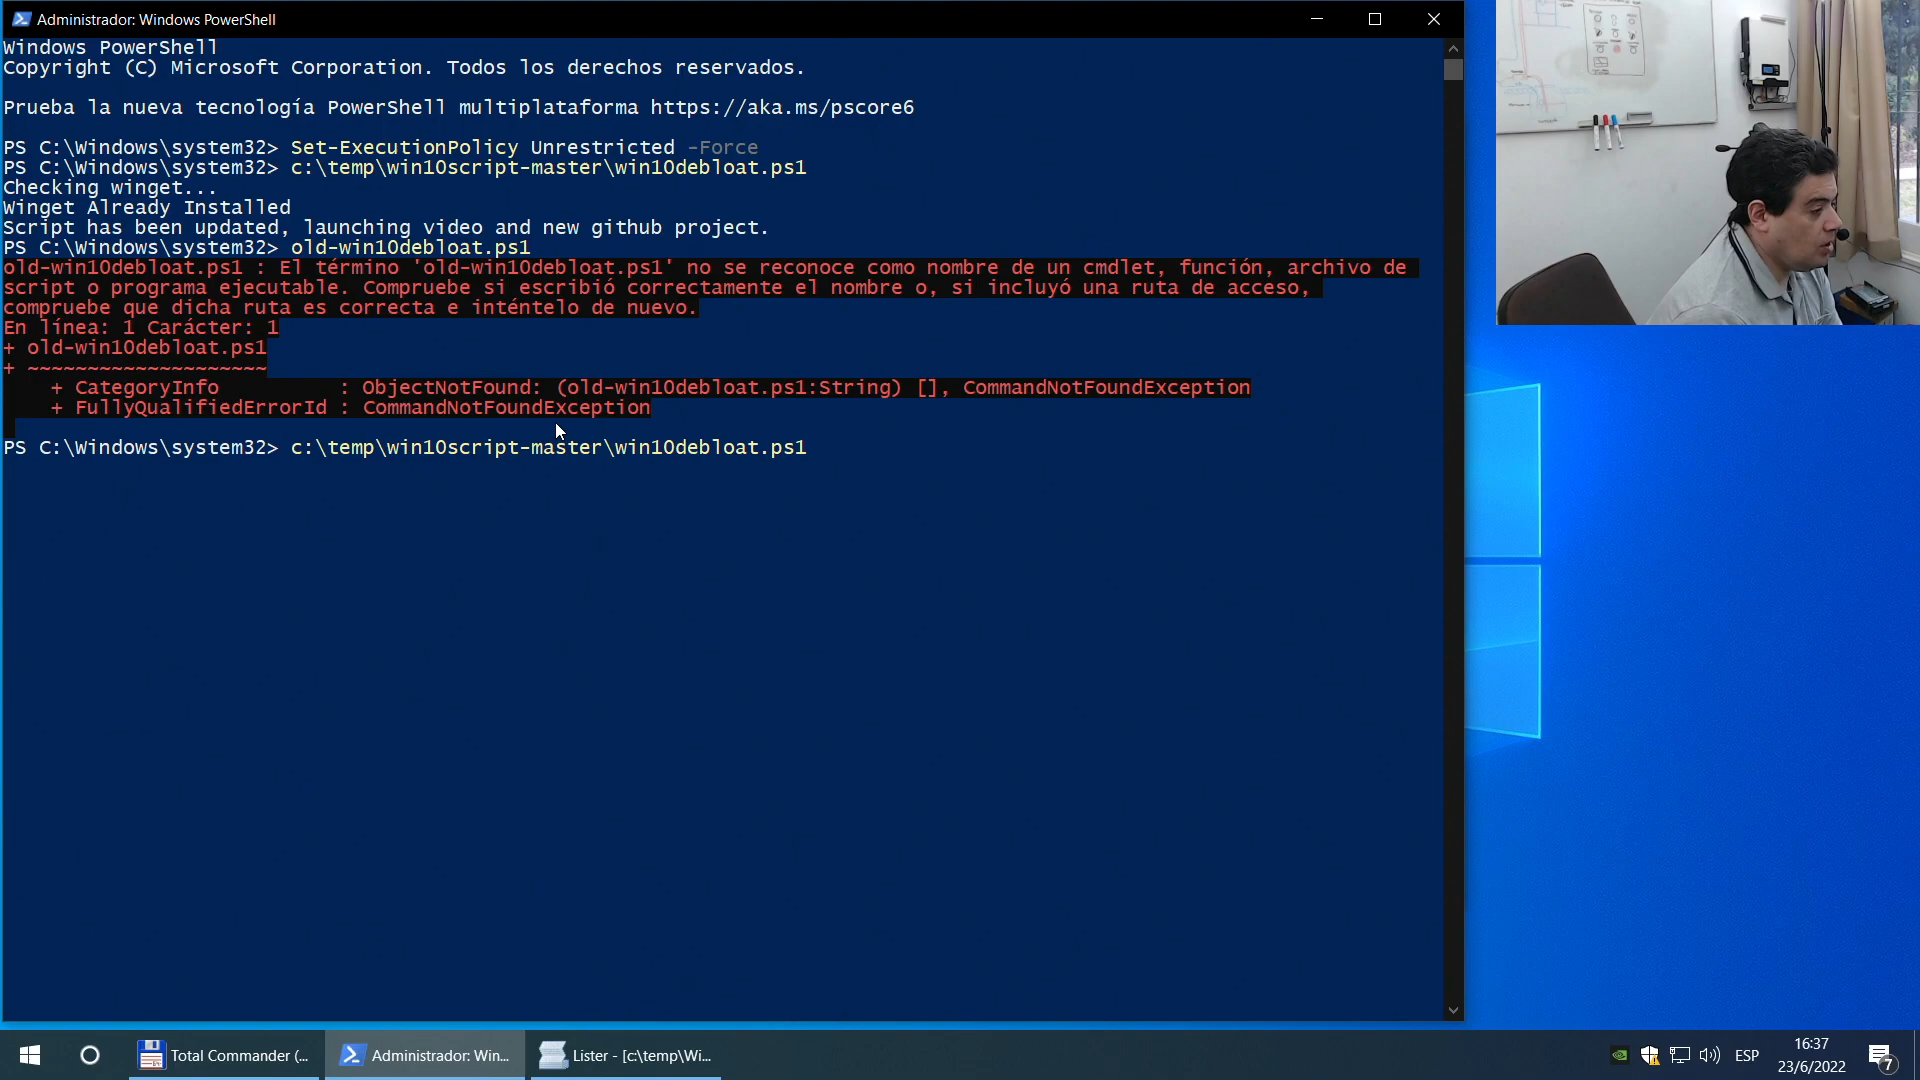 Administrador: Windows PowerShell
Windows PowerShell
Copyright (C) Microsoft Corporation. Todos los derechos reservados.
Prueba la nueva tecnología PowerShell multiplataforma https://aka.ms/pscore6
PS C:\Windows\system32> Set-ExecutionPolicy Unrestricted -Force
PS C:\Windows\system32> c:\temp\win10script-master\win10debloat.ps1
Checking winget...
Winget Already Installed
Script has been updated, launching video and new github project.
PS C:\Windows\system32> old-win10debloat.ps1
old-win10debloat.ps1 : El término 'old-win10debloat.ps1' no se reconoce como nombre de un cmdlet, función, archivo de
script o programa ejecutable. Compruebe si escribió correctamente el nombre o, si incluyó una ruta de acceso,
compruebe que dicha ruta es correcta e inténtelo de nuevo.
En línea: 1 Carácter: 1
+ old-win10debloat.ps1
+ ~~~~~~~~~~~~~~~~~~~~
    + CategoryInfo          : ObjectNotFound: (old-win10debloat.ps1:String) [], CommandNotFoundException
    + FullyQualifiedErrorId : CommandNotFoundException
PS C:\Windows\system32> c:\temp\win10script-master\win10debloat.ps1
Total Commander (...
Administrador: Win...
Lister - [c:\temp\Wi...
ESP
16:37
23/6/2022
7